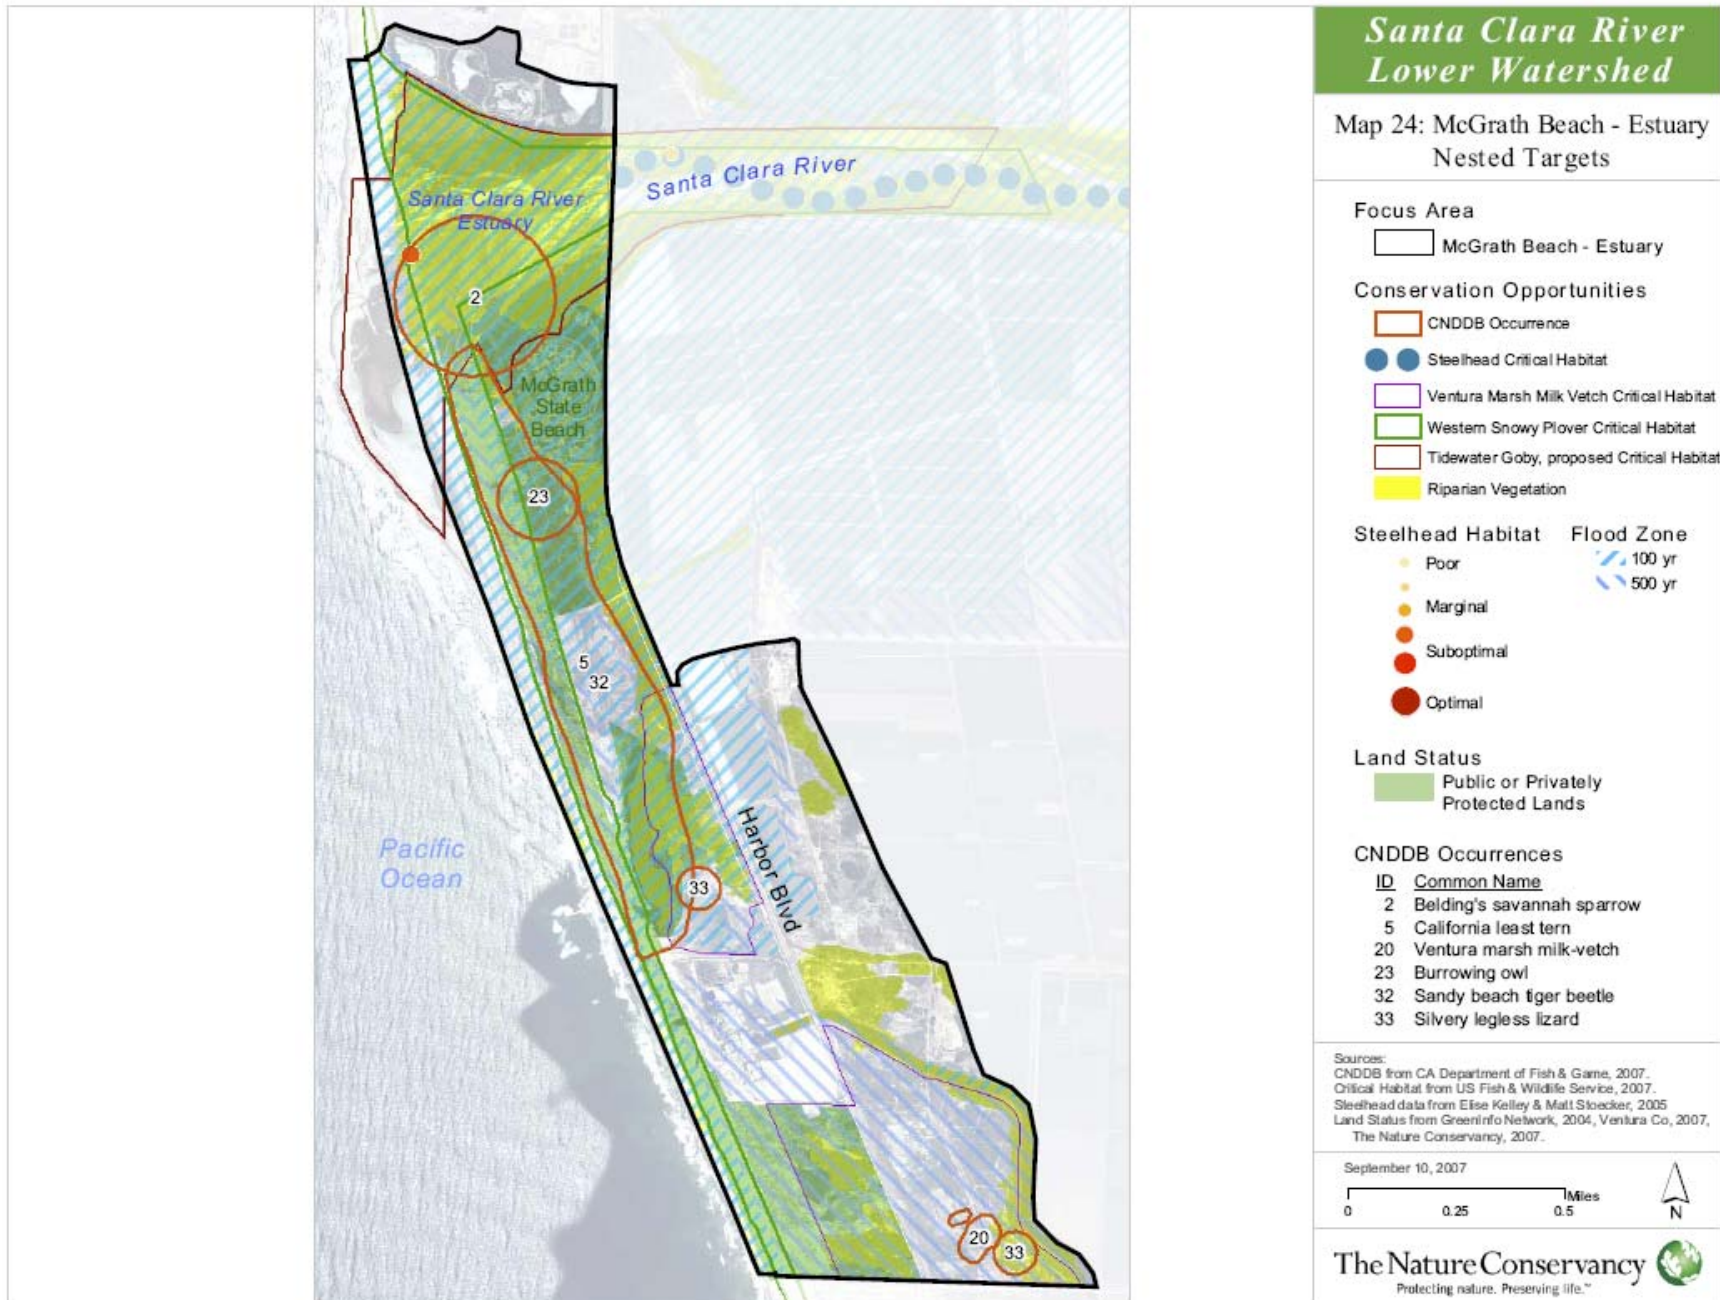 Santa Clara River
Lower Watershed
Map 24: McGrath Beach - Estuary
Nested Targets
Focus Area
McGrath Beach - Estuary
Conservation Opportunities
CNDDB Occurrence
Steelhead Critical Habitat
Ventura Marsh Milk Vetch Critical Habitat
Western Snowy Plover Critical Habitat
Tidewater Goby, proposed Critical Habitat
Riparian Vegetation
Steelhead Habitat
Poor
Marginal
Suboptimal
Optimal
Flood Zone
100 yr
500 yr
Land Status
Public or Privately
Protected Lands
CNDDB Occurrences
ID Common Name
2 Belding's savannah sparrow
5 California least tern
20 Ventura marsh milk-vetch
23 Burrowing owl
32 Sandy beach tiger beetle
33 Silvery legless lizard
Sources:
CNDDB from CA Department of Fish & Game, 2007.
Critical Habitat from US Fish & Wildlife Service, 2007.
Steelhead data from Elise Kelley & Matt Stoecker, 2005
Land Status from GreenInfo Network, 2004, Ventura Co, 2007,
The Nature Conservancy, 2007.
September 10, 2007
Miles
0 0.25 0.5
N
The Nature Conservancy
Protecting nature. Preserving life.™
Santa Clara River
Santa Clara River
Estuary
2
McGrath
State
Beach
23
5
32
Harbor Blvd
Pacific
Ocean
33
20
33